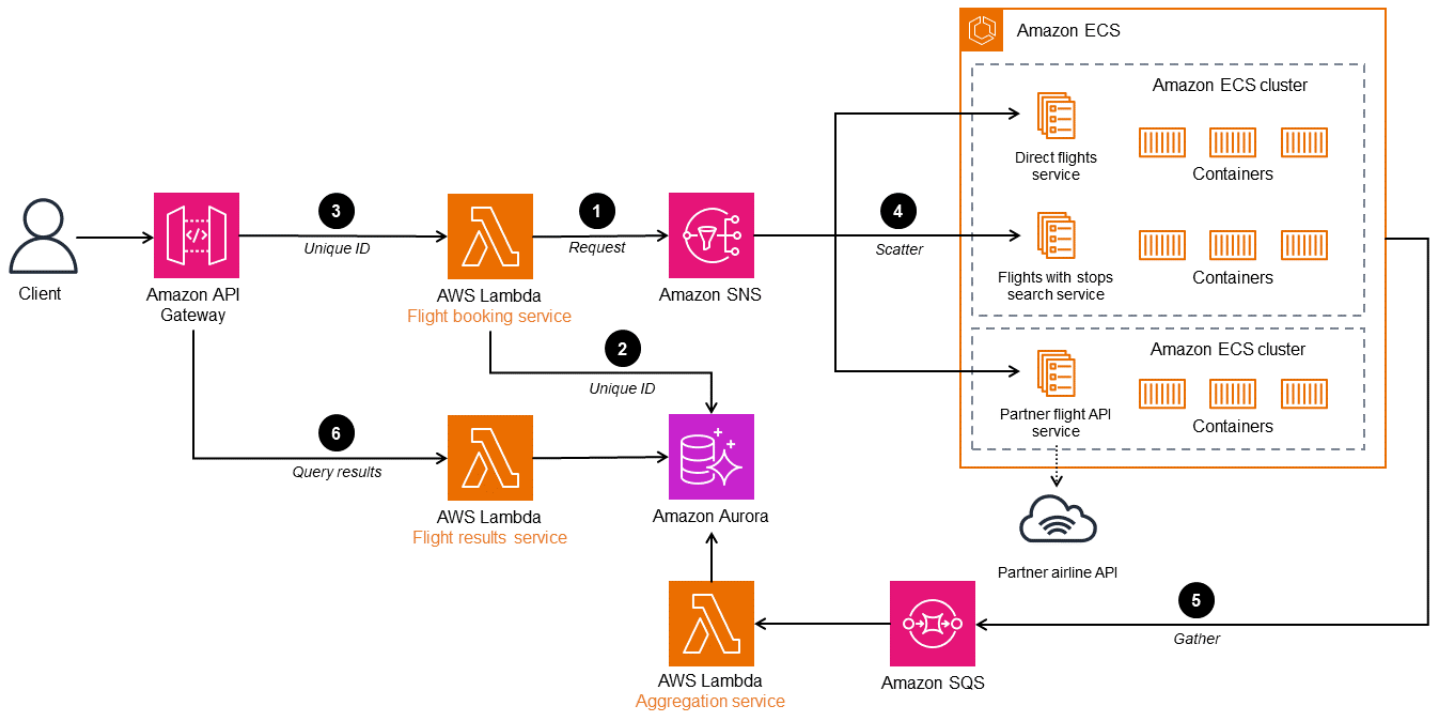 Amazon ECS
Amazon ECS cluster
Direct flights
service
Containers
3
Unique ID
1
Request
4
Scatter
Client
Amazon API
Gateway
AWS Lambda
Flight booking service
Amazon SNS
Flights with stops
search service
Containers
2
Unique ID
Amazon ECS cluster
Partner flight API
service
Containers
6
Query results
AWS Lambda
Flight results service
Amazon Aurora
Partner airline API
5
Gather
AWS Lambda
Aggregation service
Amazon SQS